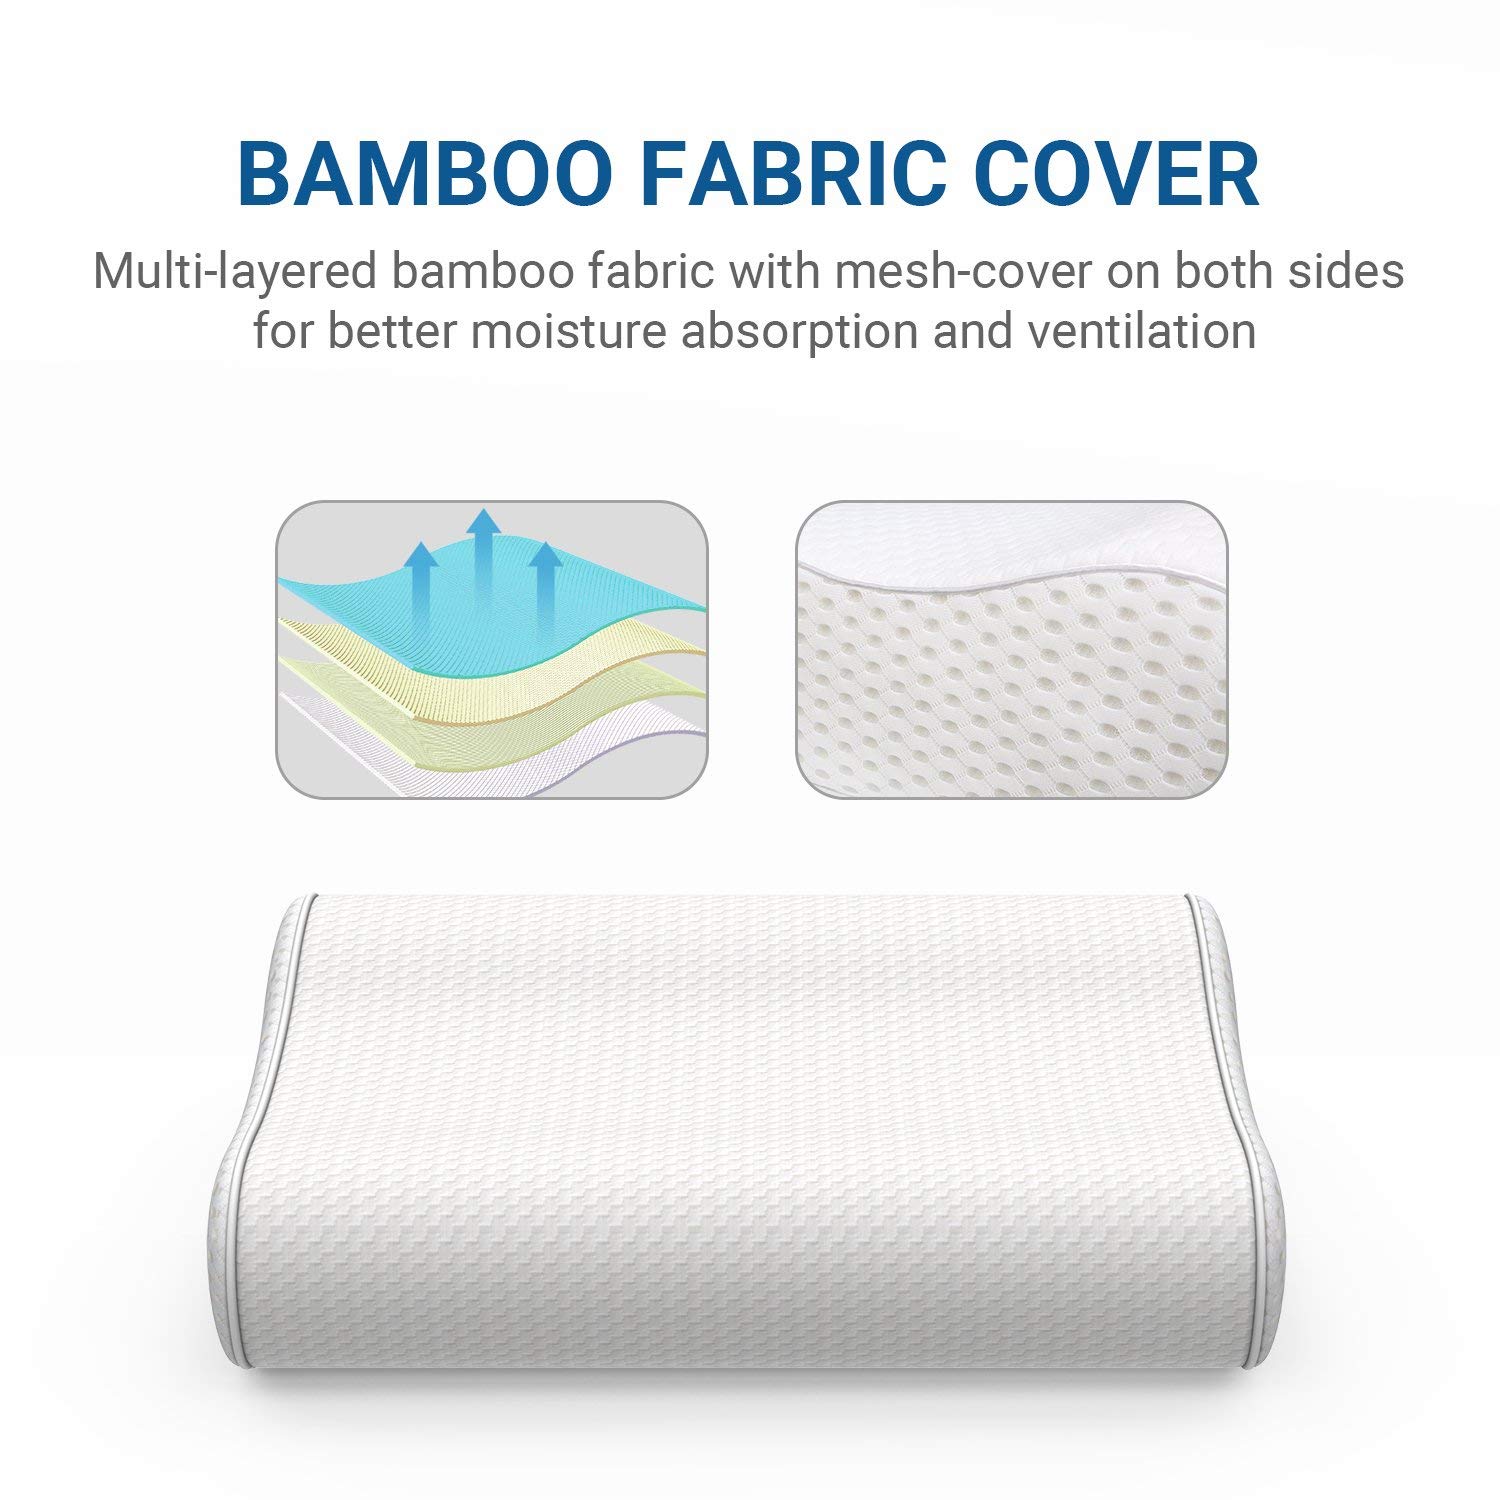 BAMBOO FABRIC COVER
Multi-layered bamboo fabric with mesh-cover on both sides
for better moisture absorption and ventilation